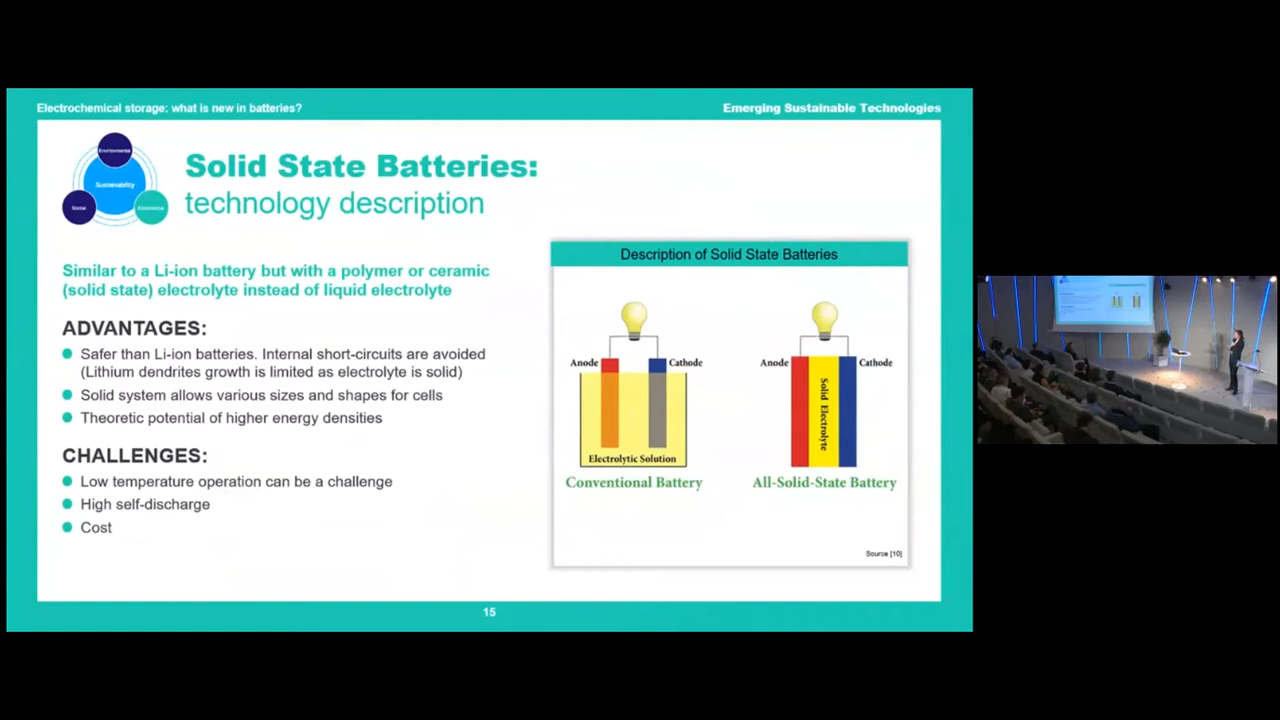 Electrochemical storage: what is new in batteries?
Emerging Sustainable Technologies
Environmental
Sustainability
Social
Economical
Solid State Batteries:
technology description
Similar to a Li-ion battery but with a polymer or ceramic
(solid state) electrolyte instead of liquid electrolyte
ADVANTAGES:
Safer than Li-ion batteries. Internal short-circuits are avoided
(Lithium dendrites growth is limited as electrolyte is solid)
Solid system allows various sizes and shapes for cells
Theoretic potential of higher energy densities
CHALLENGES:
Low temperature operation can be a challenge
High self-discharge
Cost
Description of Solid State Batteries
Anode
Cathode
Electrolytic Solution
Conventional Battery
Anode
Cathode
Solid Electrolyte
All-Solid-State Battery
Source [10]
15